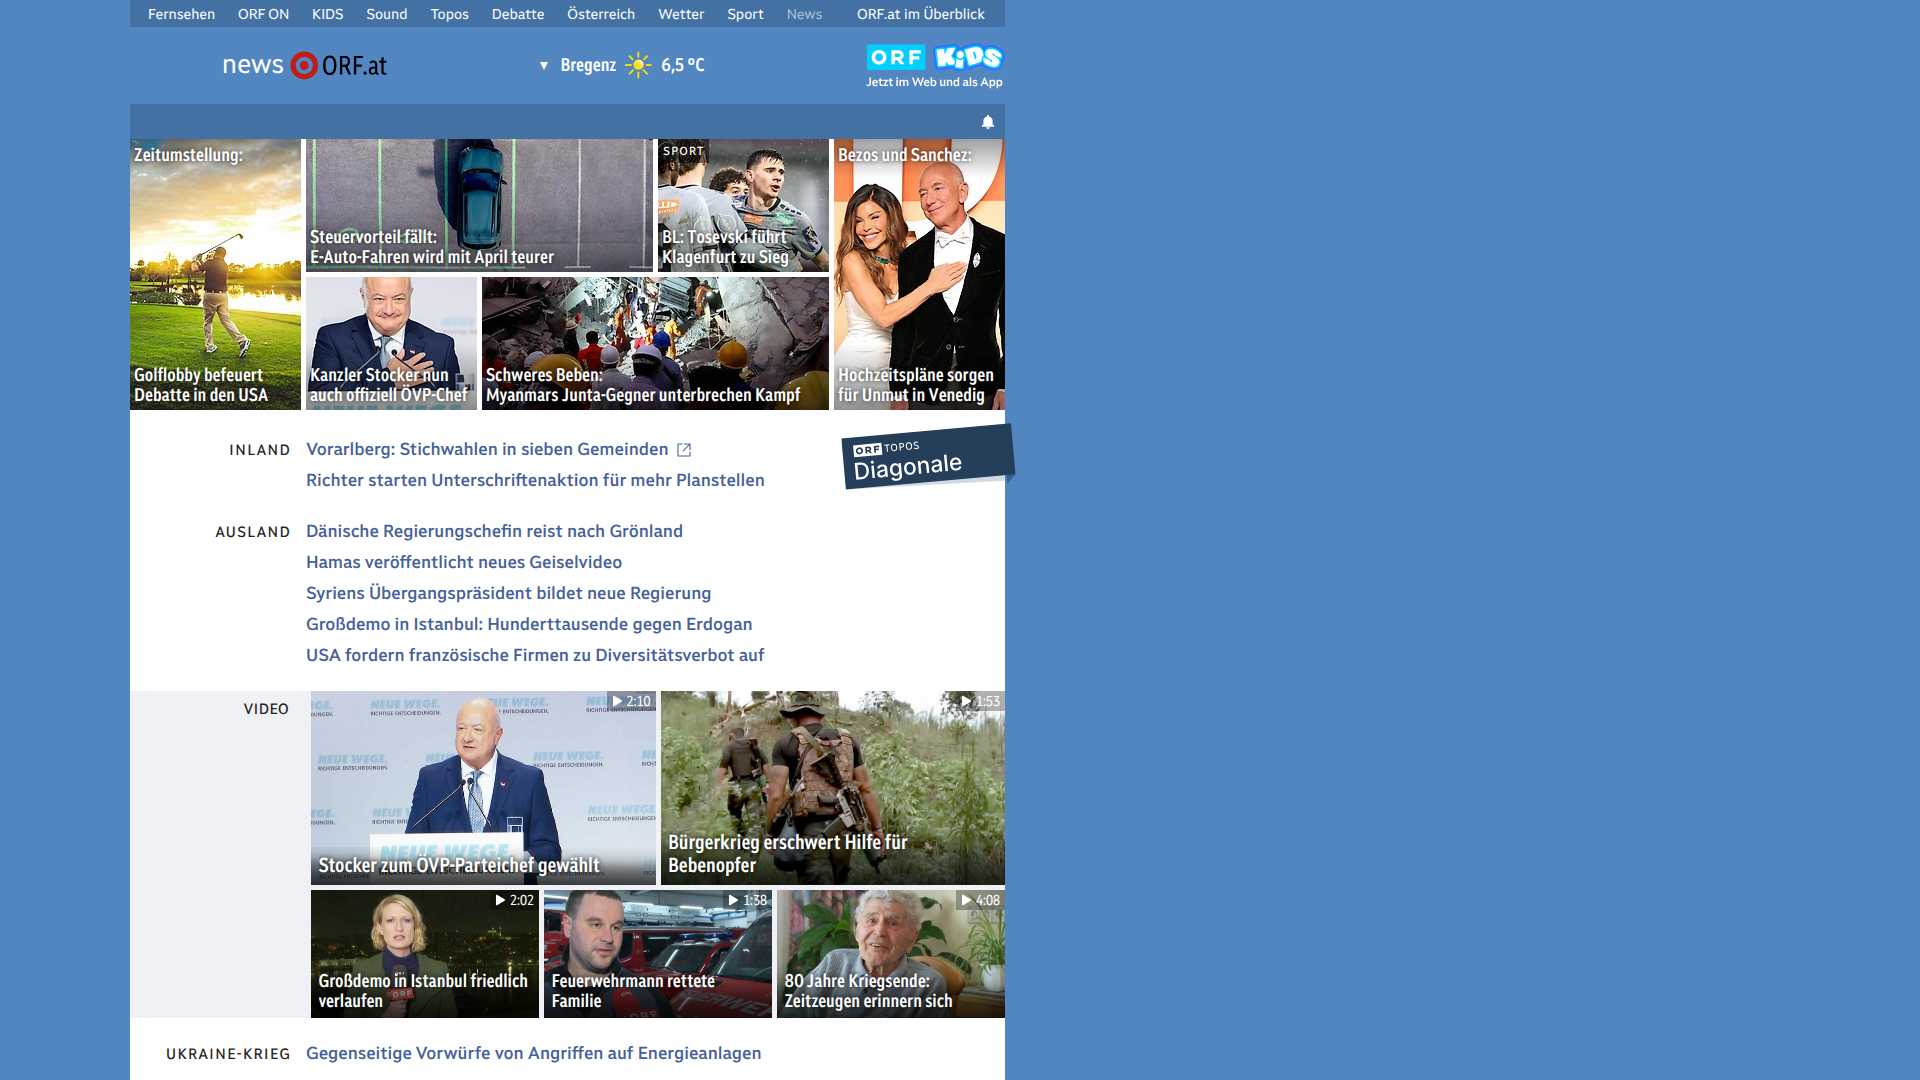 Fernsehen ORF ON KIDS Sound Topos Debatte Österreich Wetter Sport News ORF.at im Überblick
news ORF.at
▼ Bregenz 6,5 °C
ORF KiDS
Jetzt im Web und als App
Zeitumstellung:
Golflobby befeuert
Debatte in den USA
Steuervorteil fällt:
E-Auto-Fahren wird mit April teurer
SPORT
BL: Tosevski führt
Klagenfurt zu Sieg
Bezos und Sanchez:
Hochzeitspläne sorgen
für Unmut in Venedig
Kanzler Stocker nun
auch offiziell ÖVP-Chef
Schweres Beben:
Myanmars Junta-Gegner unterbrechen Kampf
INLAND
Vorarlberg: Stichwahlen in sieben Gemeinden
Richter starten Unterschriftenaktion für mehr Planstellen
ORF TOPOS
Diagonale
AUSLAND
Dänische Regierungschefin reist nach Grönland
Hamas veröffentlicht neues Geiselvideo
Syriens Übergangspräsident bildet neue Regierung
Großdemo in Istanbul: Hunderttausende gegen Erdogan
USA fordern französische Firmen zu Diversitätsverbot auf
VIDEO
2:10
NEUE WEGE.
RICHTIGE ENTSCHEIDUNGEN.
NEUE WEGE
Stocker zum ÖVP-Parteichef gewählt
1:53
Bürgerkrieg erschwert Hilfe für
Bebenopfer
2:02
ORF
Großdemo in Istanbul friedlich
verlaufen
1:38
Feuerwehrmann rettete
Familie
4:08
80 Jahre Kriegsende:
Zeitzeugen erinnern sich
UKRAINE-KRIEG
Gegenseitige Vorwürfe von Angriffen auf Energieanlagen